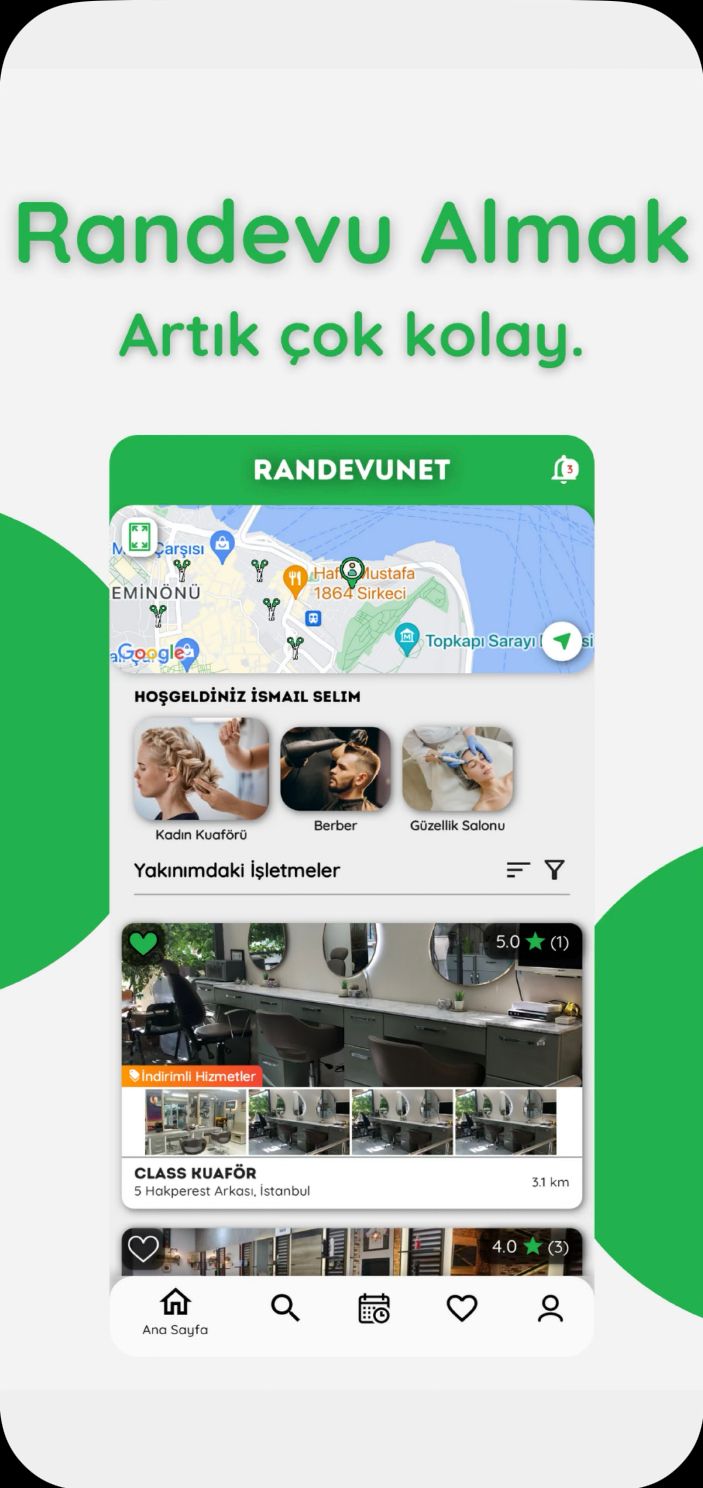 Randevu Almak
Artık çok kolay.
RANDEVUNET
3
Çarşısı
EMİNÖNÜ
Mustafa
1864 Sirkeci
Topkapı Sarayı
Google
HOŞGELDİNİZ İSMAIL SELIM
Kadın Kuaförü
Berber
Güzellik Salonu
Yakınımdaki İşletmeler
5.0 ★ (1)
İndirimli Hizmetler
CLASS KUAFÖR
5 Hakperest Arkası, İstanbul
3.1 km
4.0 ★ (3)
Ana Sayfa